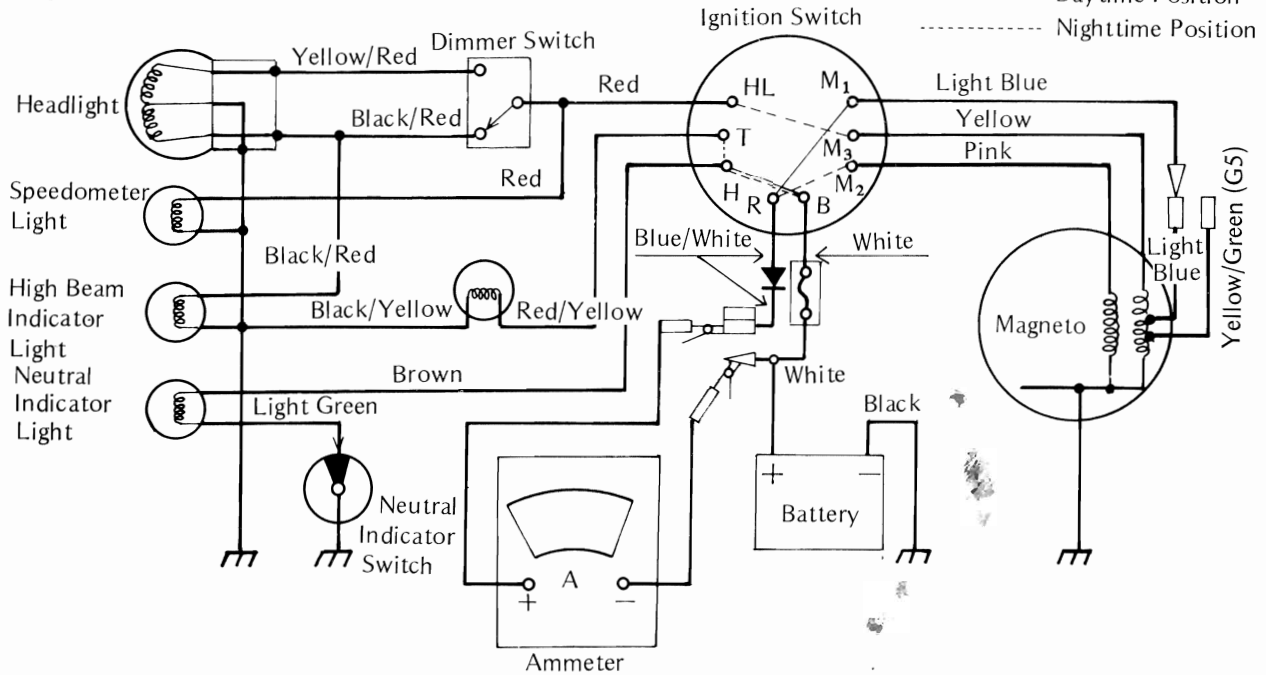 Daytime Position
Nighttime Position
Ignition Switch
Dimmer Switch
Yellow/Red
Headlight
Black/Red
Red
HL
M1
Light Blue
T
M3
Yellow
H
M2
Pink
R
B
Speedometer
Light
Red
Black/Red
Blue/White
White
Light
Blue
Yellow/Green (G5)
High Beam
Indicator
Light
Black/Yellow
Red/Yellow
Magneto
Neutral
Indicator
Light
Brown
Light Green
White
Black
Neutral
Indicator
Switch
+
−
Battery
A
+
−
Ammeter